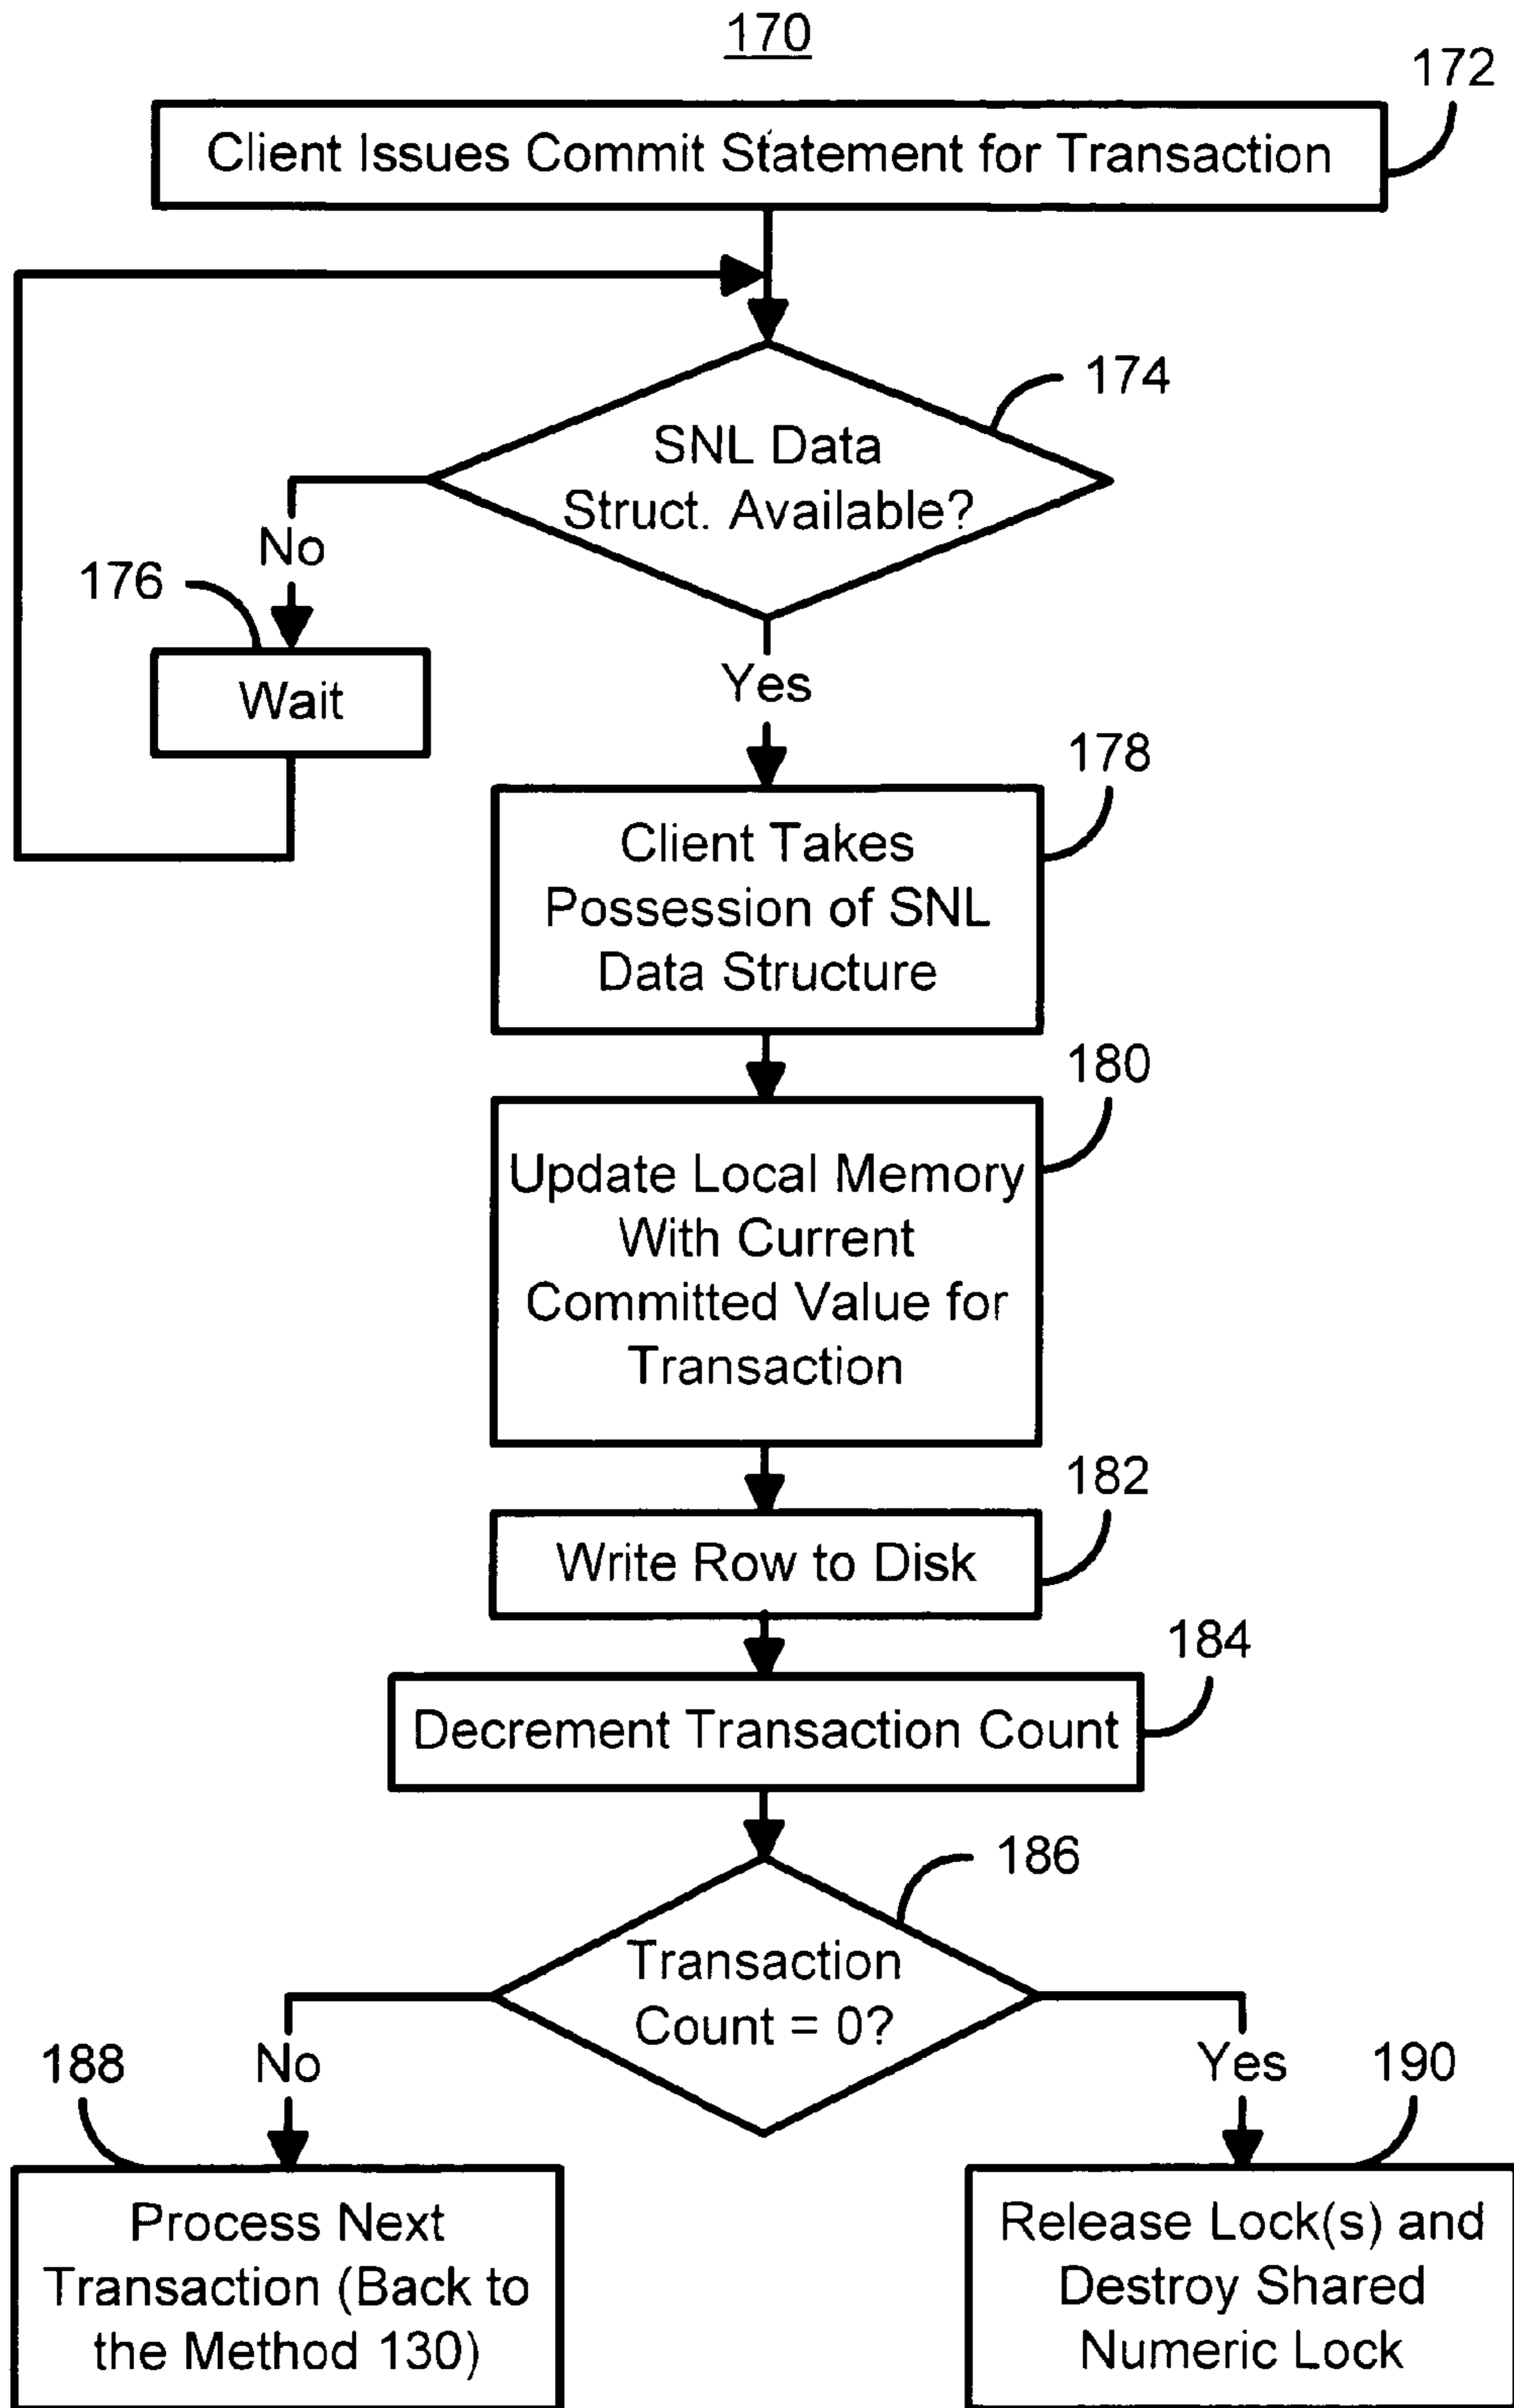 170
172
Client Issues Commit Statement for Transaction
174
SNL Data
Struct. Available?
No
176
Wait
Yes
178
Client Takes
Possession of SNL
Data Structure
180
Update Local Memory
With Current
Committed Value for
Transaction
182
Write Row to Disk
184
Decrement Transaction Count
186
Transaction
Count = 0?
188
No
Yes
190
Process Next
Transaction (Back to
the Method 130)
Release Lock(s) and
Destroy Shared
Numeric Lock